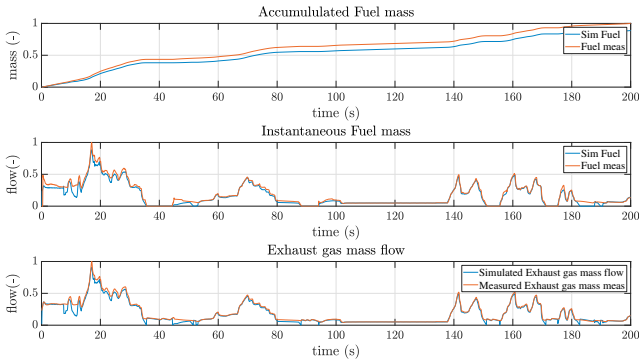 Accumululated Fuel mass
mass (-)
1
0.5
0
0 20 40 60 80 100 120 140 160 180 200
time (s)
Sim Fuel
Fuel meas
Instantaneous Fuel mass
flow(-)
1
0.5
0
0 20 40 60 80 100 120 140 160 180 200
time (s)
Sim Fuel
Fuel meas
Exhaust gas mass flow
flow(-)
1
0.5
0
0 20 40 60 80 100 120 140 160 180 200
time (s)
Simulated Exhaust gas mass flow
Measured Exhaust gas mass meas